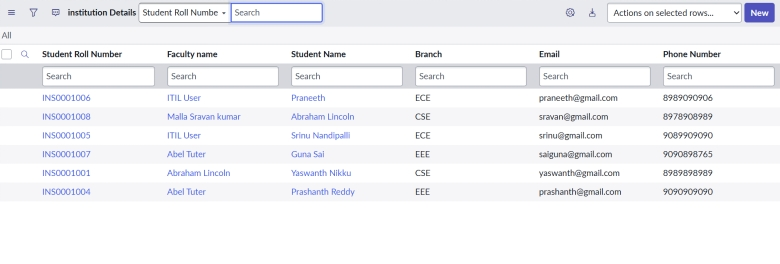 institution Details Student Roll Numbe Search Actions on selected rows... New
All
Student Roll Number Faculty name Student Name Branch Email Phone Number
Search Search Search Search Search Search
INS0001006 ITIL User Praneeth ECE praneeth@gmail.com 8989090906
INS0001008 Malla Sravan kumar Abraham Lincoln CSE sravan@gmail.com 8978908989
INS0001005 ITIL User Srinu Nandipalli ECE srinu@gmail.com 9089909090
INS0001007 Abel Tuter Guna Sai EEE saiguna@gmail.com 9090898765
INS0001001 Abraham Lincoln Yaswanth Nikku CSE yaswanth@gmail.com 8989898989
INS0001004 Abel Tuter Prashanth Reddy EEE prashanth@gmail.com 9090909090